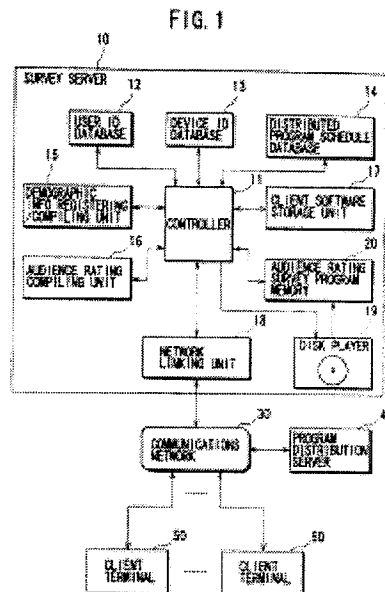 FIG. 1
10
SURVEY SERVER
12
USER ID
DATABASE
13
DEVICE ID
DATABASE
14
DISTRIBUTED
PROGRAM SCHEDULE
DATABASE
15
DEMOGRAPHIC
INFO REGISTERING
/COMPILING UNIT
11
CONTROLLER
17
CLIENT SOFTWARE
STORAGE UNIT
16
AUDIENCE RATING
COMPILING UNIT
20
AUDIENCE RATING
SURVEY PROGRAM
MEMORY
18
NETWORK
LINKING UNIT
19
DISK PLAYER
30
COMMUNICATIONS
NETWORK
4
PROGRAM
DISTRIBUTION
SERVER
50
CLIENT
TERMINAL
50
CLIENT
TERMINAL